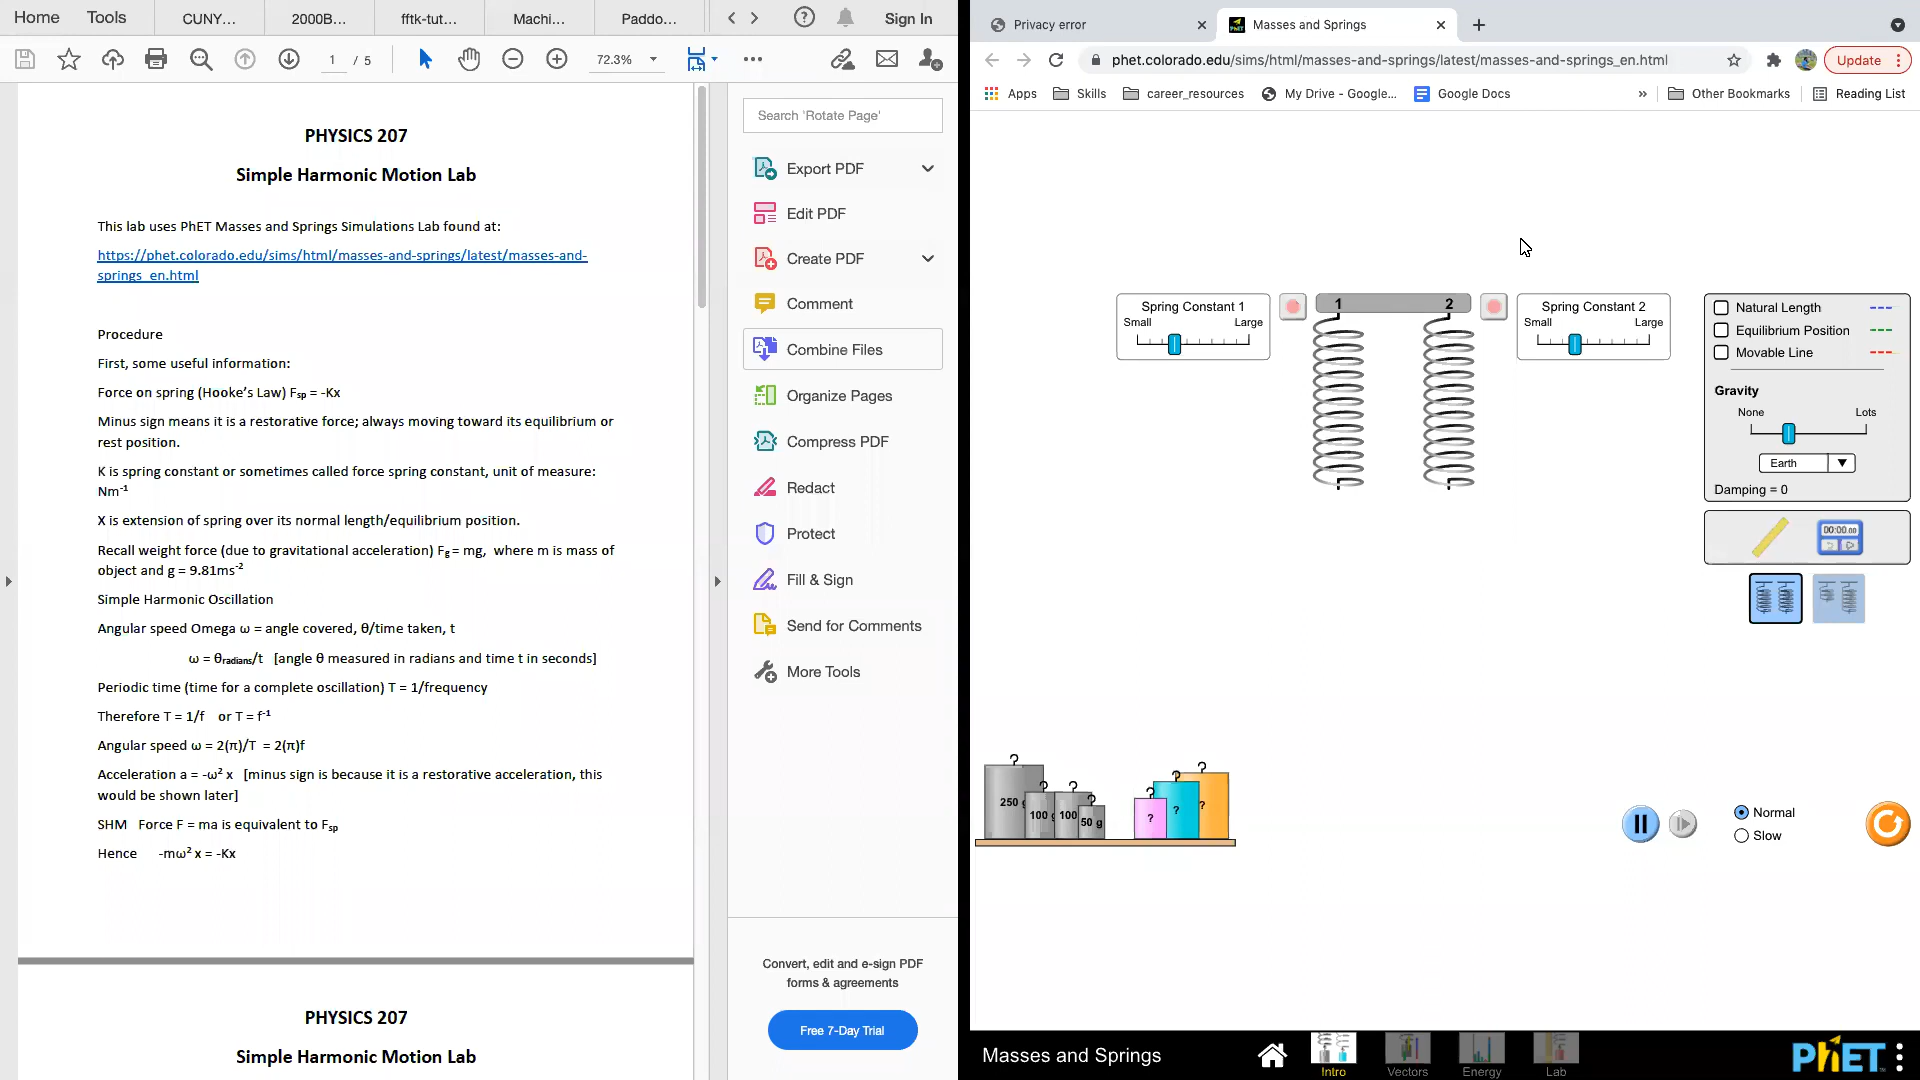 Home
Tools
CUNY...
2000B...
fftk-tut...
Machi...
Paddo...
Sign In
1 / 5
72.3%
PHYSICS 207
Simple Harmonic Motion Lab
This lab uses PhET Masses and Springs Simulations Lab found at:
https://phet.colorado.edu/sims/html/masses-and-springs/latest/masses-and-
springs_en.html
Procedure
First, some useful information:
Force on spring (Hooke's Law) Fsp = -Kx
Minus sign means it is a restorative force; always moving toward its equilibrium or
rest position.
K is spring constant or sometimes called force spring constant, unit of measure:
Nm-1
X is extension of spring over its normal length/equilibrium position.
Recall weight force (due to gravitational acceleration) Fg = mg, where m is mass of
object and g = 9.81ms-2
Simple Harmonic Oscillation
Angular speed Omega ω = angle covered, θ/time taken, t
ω = θradians/t [angle θ measured in radians and time t in seconds]
Periodic time (time for a complete oscillation) T = 1/frequency
Therefore T = 1/f or T = f-1
Angular speed ω = 2(π)/T = 2(π)f
Acceleration a = -ω2 x [minus sign is because it is a restorative acceleration, this
would be shown later]
SHM Force F = ma is equivalent to Fsp
Hence -mω2 x = -Kx
PHYSICS 207
Simple Harmonic Motion Lab
Search 'Rotate Page'
Export PDF
Edit PDF
Create PDF
Comment
Combine Files
Organize Pages
Compress PDF
Redact
Protect
Fill & Sign
Send for Comments
More Tools
Convert, edit and e-sign PDF
forms & agreements
Free 7-Day Trial
Privacy error
Masses and Springs
phet.colorado.edu/sims/html/masses-and-springs/latest/masses-and-springs_en.html
Update
Apps
Skills
career_resources
My Drive - Google...
Google Docs
»
Other Bookmarks
Reading List
Spring Constant 1
Small
Large
1
2
Spring Constant 2
Small
Large
Natural Length
Equilibrium Position
Movable Line
Gravity
None
Lots
Earth
Damping = 0
00:00.00
250 g
100 g
100
50 g
?
?
?
Normal
Slow
Masses and Springs
Intro
Vectors
Energy
Lab
PhET